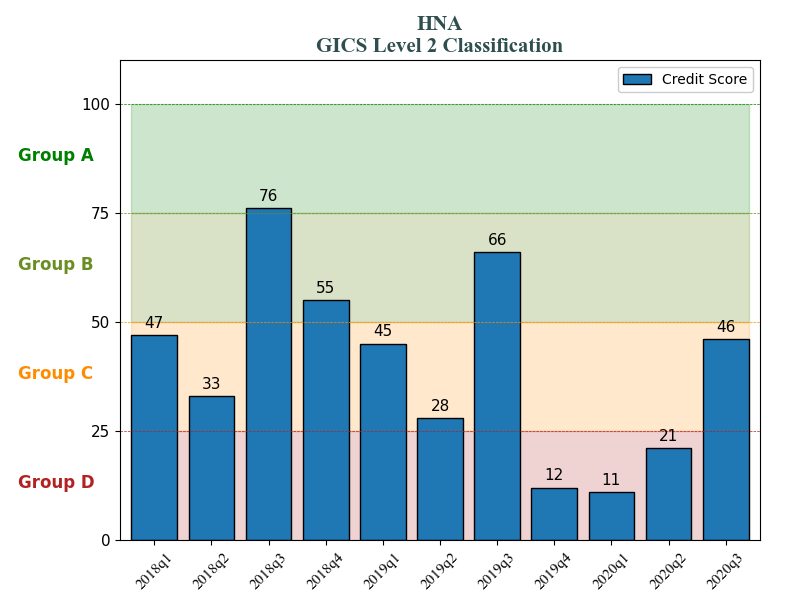 HNA
GICS Level 2 Classification
Credit Score
100
Group A
76
75
66
Group B
55
50
47
46
45
Group C
33
28
25
21
Group D
12
11
0
2018q1 2018q2 2018q3 2018q4 2019q1 2019q2 2019q3 2019q4 2020q1 2020q2 2020q3